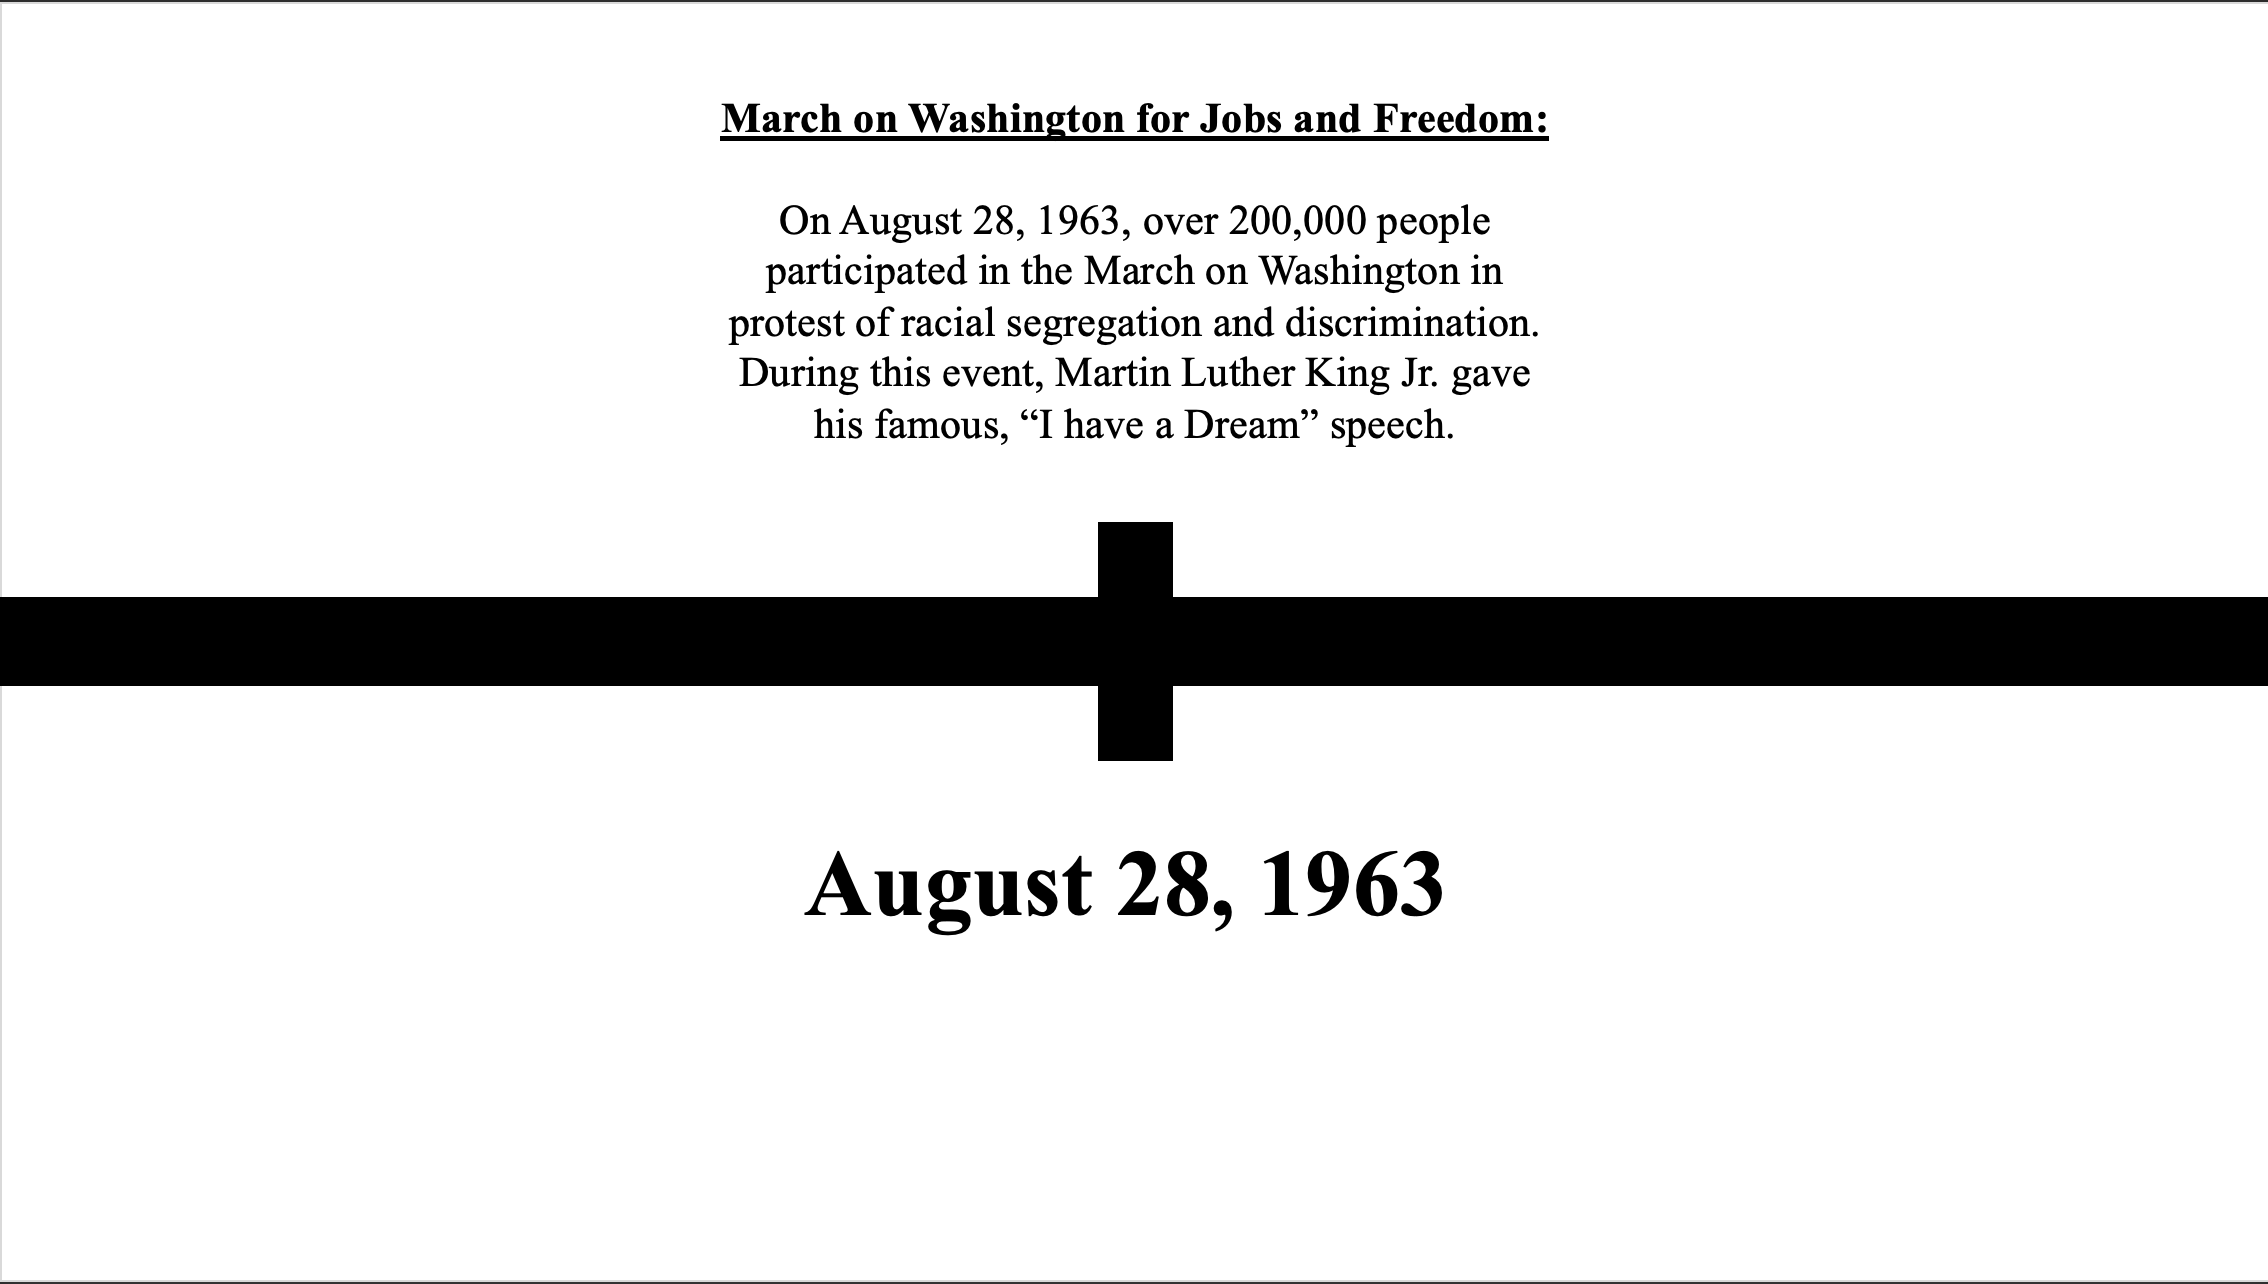 March on Washington for Jobs and Freedom:
On August 28, 1963, over 200,000 people
participated in the March on Washington in
protest of racial segregation and discrimination.
During this event, Martin Luther King Jr. gave
his famous, “I have a Dream” speech.
August 28, 1963